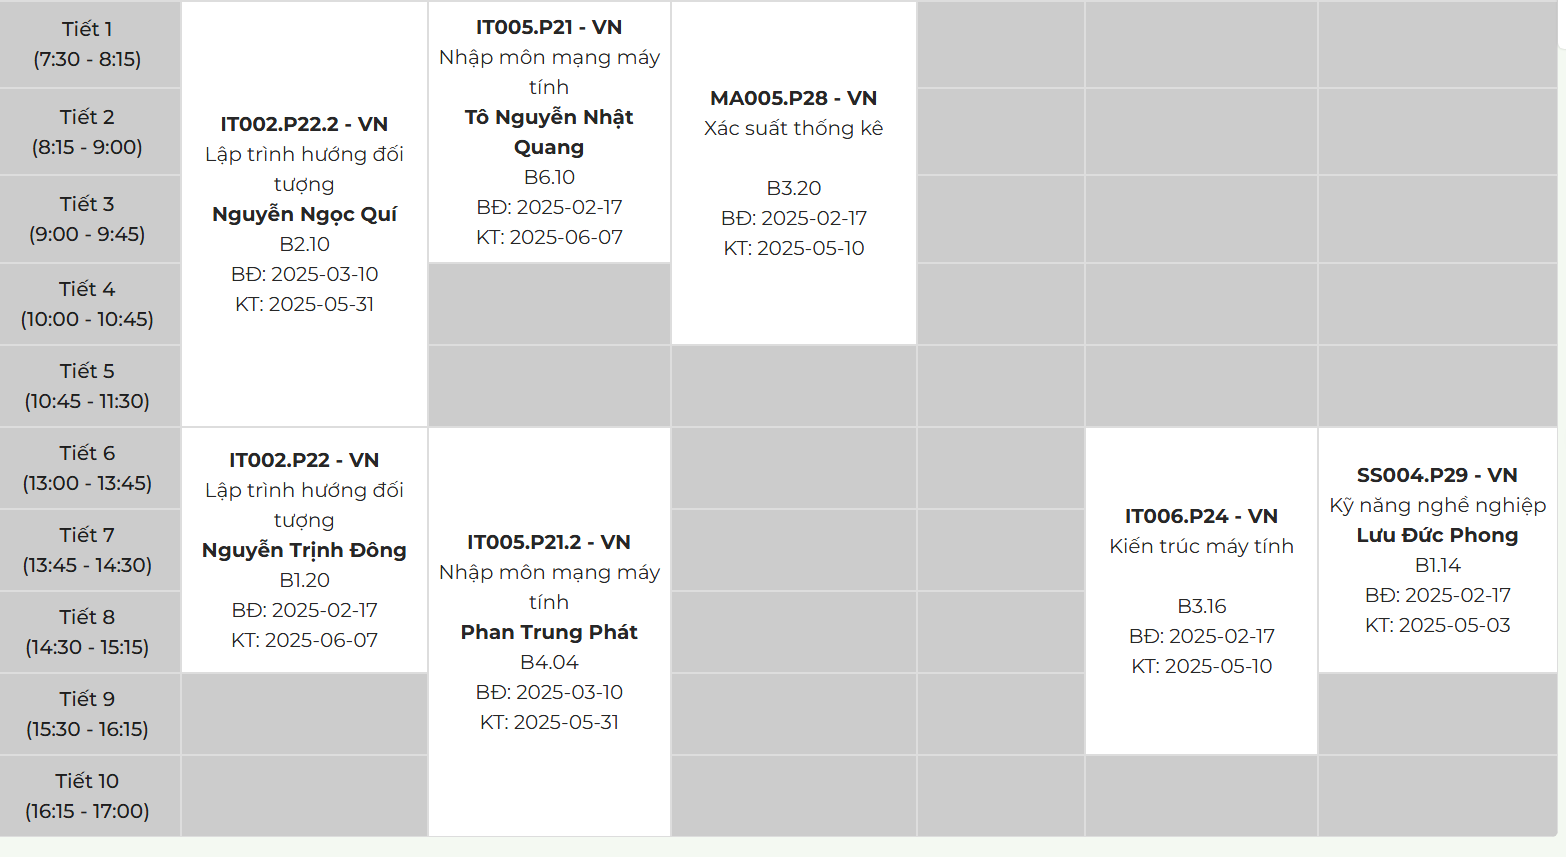 Tiết 1
(7:30 - 8:15)
Tiết 2
(8:15 - 9:00)
Tiết 3
(9:00 - 9:45)
Tiết 4
(10:00 - 10:45)
Tiết 5
(10:45 - 11:30)
Tiết 6
(13:00 - 13:45)
Tiết 7
(13:45 - 14:30)
Tiết 8
(14:30 - 15:15)
Tiết 9
(15:30 - 16:15)
Tiết 10
(16:15 - 17:00)
IT002.P22.2 - VN
Lập trình hướng đối
tượng
Nguyễn Ngọc Quí
B2.10
BĐ: 2025-03-10
KT: 2025-05-31
IT002.P22 - VN
Lập trình hướng đối
tượng
Nguyễn Trịnh Đông
B1.20
BĐ: 2025-02-17
KT: 2025-06-07
IT005.P21 - VN
Nhập môn mạng máy
tính
Tô Nguyễn Nhật
Quang
B6.10
BĐ: 2025-02-17
KT: 2025-06-07
IT005.P21.2 - VN
Nhập môn mạng máy
tính
Phan Trung Phát
B4.04
BĐ: 2025-03-10
KT: 2025-05-31
MA005.P28 - VN
Xác suất thống kê
B3.20
BĐ: 2025-02-17
KT: 2025-05-10
IT006.P24 - VN
Kiến trúc máy tính
B3.16
BĐ: 2025-02-17
KT: 2025-05-10
SS004.P29 - VN
Kỹ năng nghề nghiệp
Lưu Đức Phong
B1.14
BĐ: 2025-02-17
KT: 2025-05-03